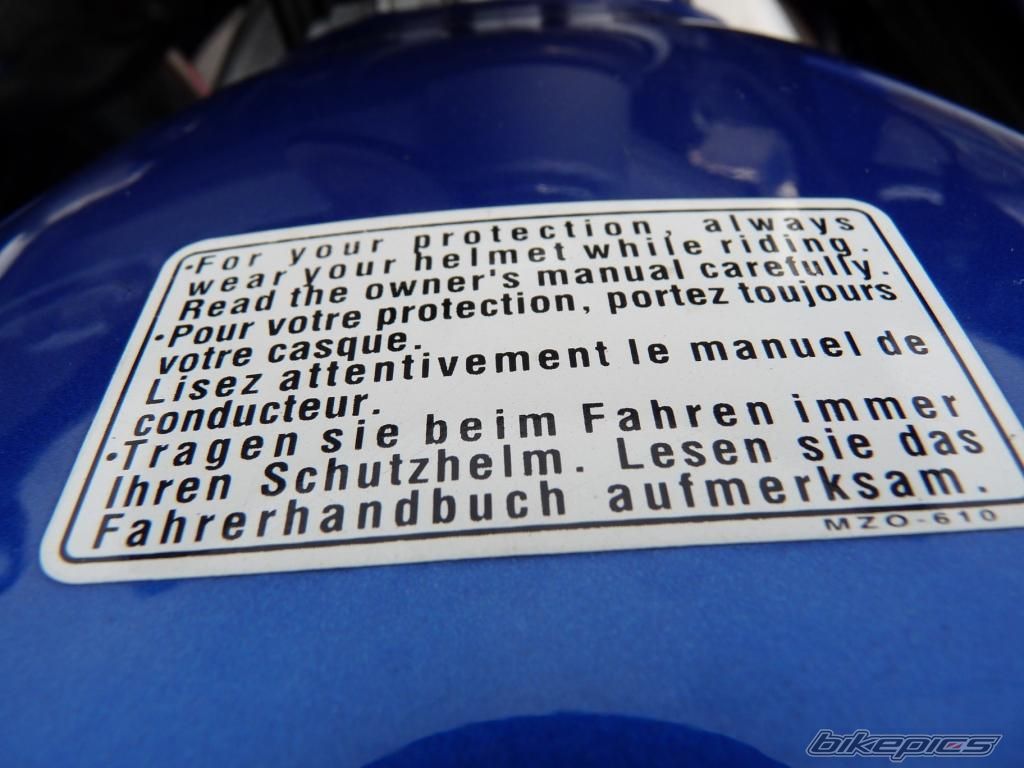 •For your protection, always
wear your helmet while riding.
Read the owner's manual carefully.
•Pour votre protection, portez toujours
votre casque.
Lisez attentivement le manuel de
conducteur.
•Tragen sie beim Fahren immer
Ihren Schutzhelm. Lesen sie das
Fahrerhandbuch aufmerksam.
MZO-610
bikepics